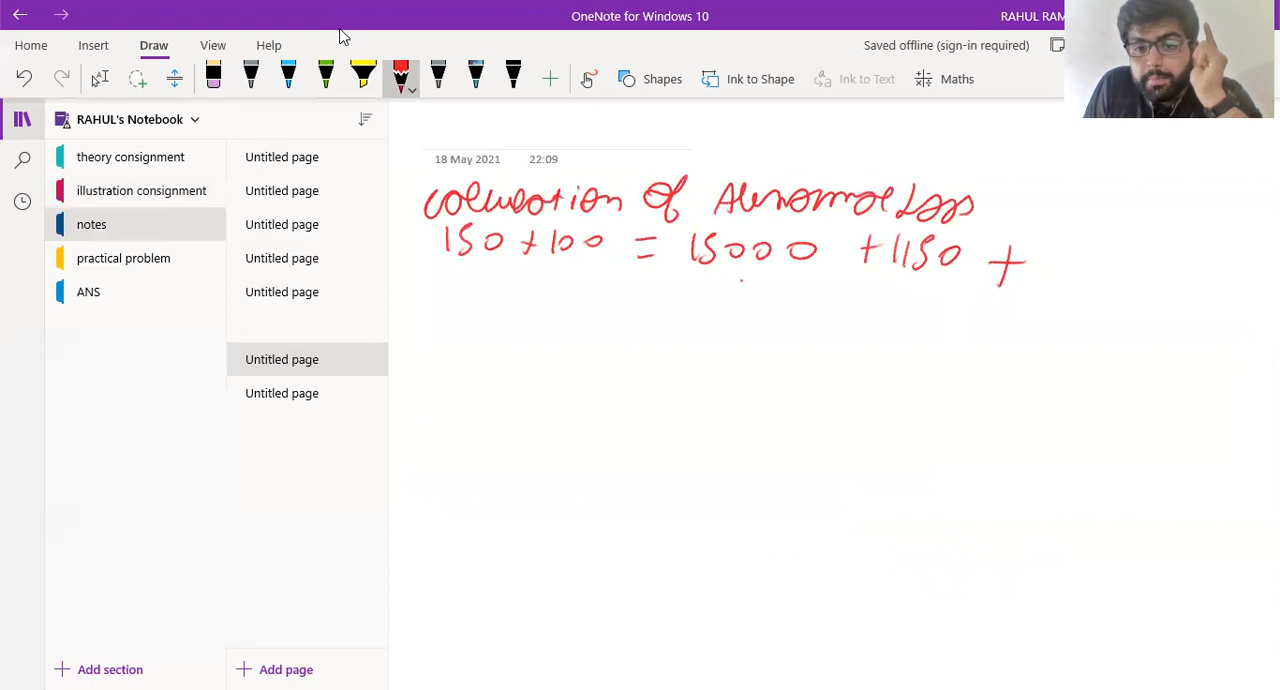 OneNote for Windows 10
RAHUL RAM
Home Insert Draw View Help
Saved offline (sign-in required)
Shapes Ink to Shape Ink to Text Maths
RAHUL's Notebook
theory consignment
illustration consignment
notes
practical problem
ANS
Add section
Untitled page
Untitled page
Untitled page
Untitled page
Untitled page
Untitled page
Untitled page
Add page
18 May 2021 22:09
Calculation of Abnormal Loss
150 + 100 = 15000 + 1150 +